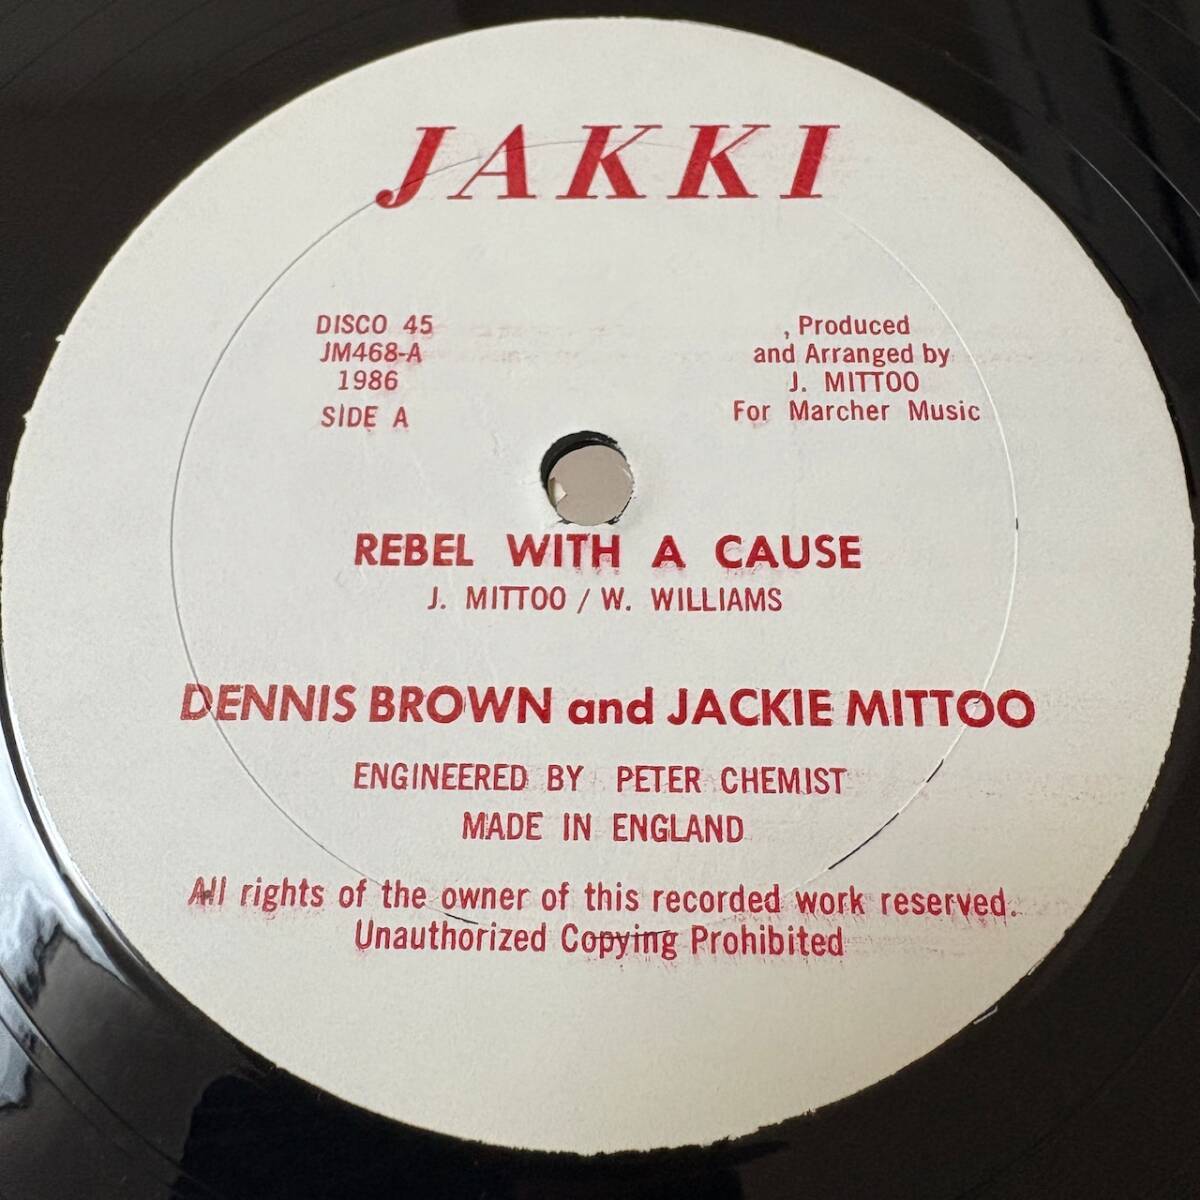 JAKKI
DISCO 45
JM468-A
1986
SIDE A
, Produced
and Arranged by
J. MITTOO
For Marcher Music
REBEL WITH A CAUSE
J. MITTOO / W. WILLIAMS
DENNIS BROWN and JACKIE MITTOO
ENGINEERED BY PETER CHEMIST
MADE IN ENGLAND
All rights of the owner of this recorded work reserved.
Unauthorized Copying Prohibited